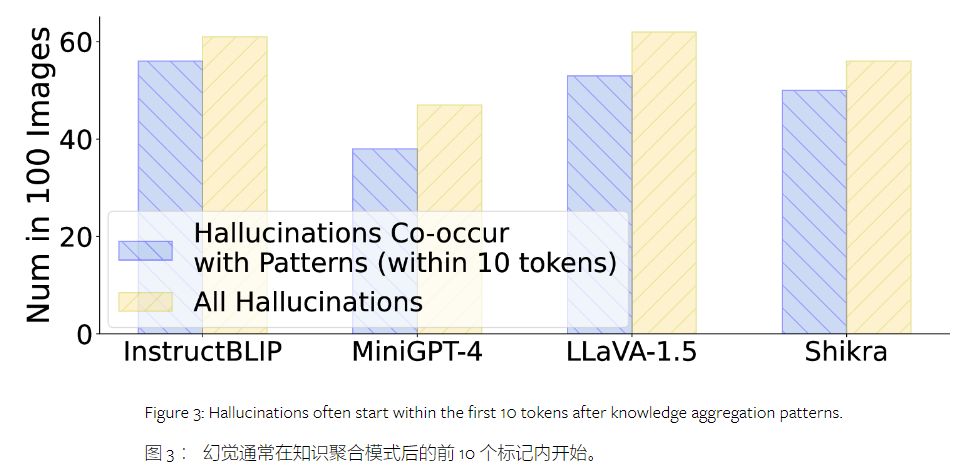 Num in 100 Images
60
40
20
0
Hallucinations Co-occur
with Patterns (within 10 tokens)
All Hallucinations
InstructBLIP MiniGPT-4 LLaVA-1.5 Shikra
Figure 3: Hallucinations often start within the first 10 tokens after knowledge aggregation patterns.
图 3 ： 幻觉通常在知识聚合模式后的前 10 个标记内开始。